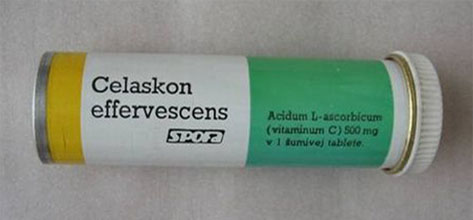 Celaskon
effervescens
SPOFA
Acidum L-ascorbicum
(vitaminum C) 500 mg
v 1 šumivej tablete.